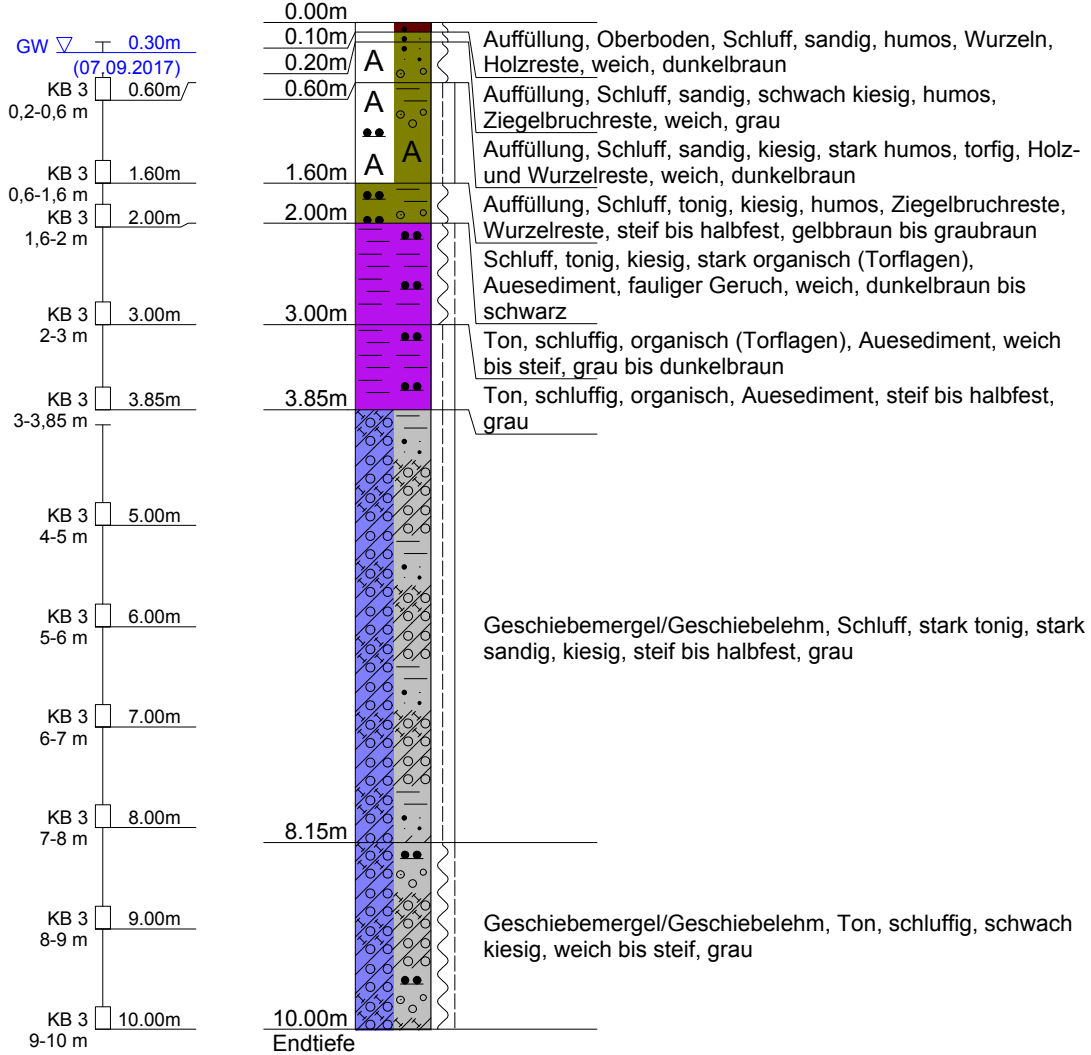 GW 0.30m
(07.09.2017)
KB 3 0.60m
0,2-0,6 m
KB 3 1.60m
0,6-1,6 m
KB 3 2.00m
1,6-2 m
KB 3 3.00m
2-3 m
KB 3 3.85m
3-3,85 m
KB 3 5.00m
4-5 m
KB 3 6.00m
5-6 m
KB 3 7.00m
6-7 m
KB 3 8.00m
7-8 m
KB 3 9.00m
8-9 m
KB 3 10.00m
9-10 m
0.00m
0.10m
0.20m
0.60m
1.60m
2.00m
3.00m
3.85m
8.15m
10.00m
Endtiefe
A
A
A
A
Auffüllung, Oberboden, Schluff, sandig, humos, Wurzeln,
Holzreste, weich, dunkelbraun
Auffüllung, Schluff, sandig, schwach kiesig, humos,
Ziegelbruchreste, weich, grau
Auffüllung, Schluff, sandig, kiesig, stark humos, torfig, Holz-
und Wurzelreste, weich, dunkelbraun
Auffüllung, Schluff, tonig, kiesig, humos, Ziegelbruchreste,
Wurzelreste, steif bis halbfest, gelbbraun bis graubraun
Schluff, tonig, kiesig, stark organisch (Torflagen),
Auesediment, fauliger Geruch, weich, dunkelbraun bis
schwarz
Ton, schluffig, organisch (Torflagen), Auesediment, weich
bis steif, grau bis dunkelbraun
Ton, schluffig, organisch, Auesediment, steif bis halbfest,
grau
Geschiebemergel/Geschiebelehm, Schluff, stark tonig, stark
sandig, kiesig, steif bis halbfest, grau
Geschiebemergel/Geschiebelehm, Ton, schluffig, schwach
kiesig, weich bis steif, grau